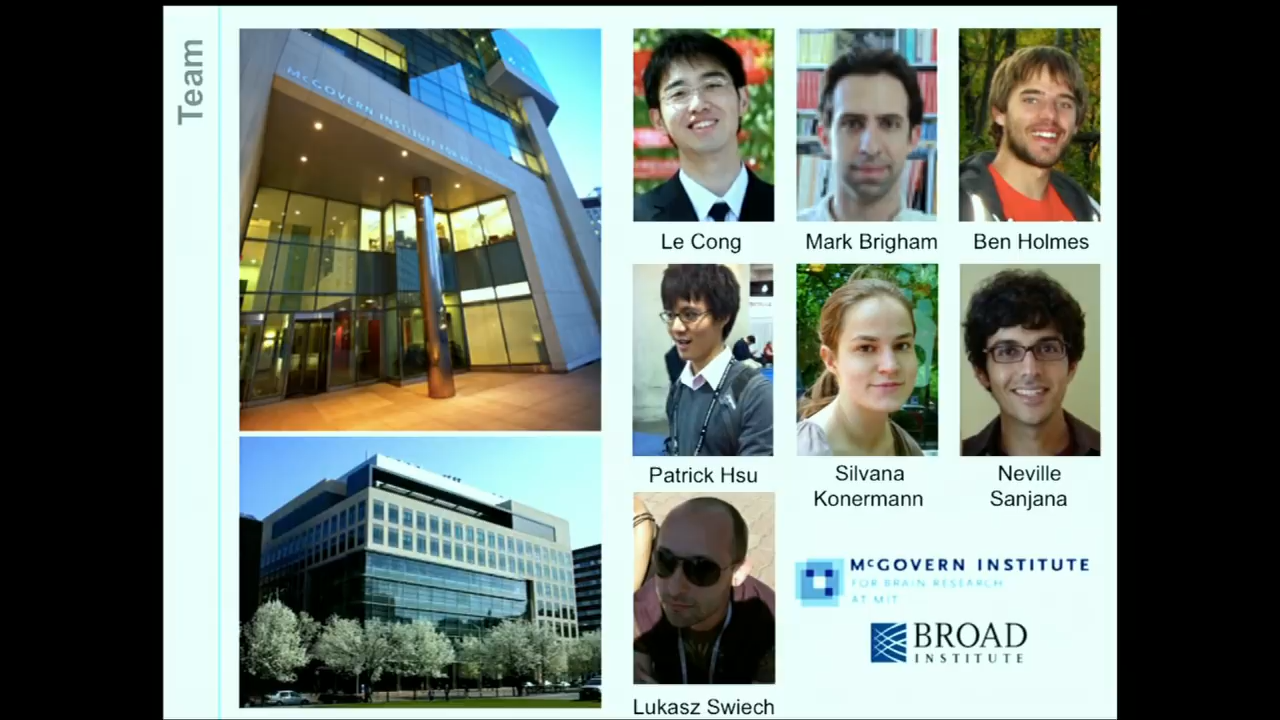 Team
McGOVERN INSTITUTE FOR BRAIN RESEARCH
Le Cong
Mark Brigham
Ben Holmes
Patrick Hsu
Silvana
Konermann
Neville
Sanjana
Lukasz Swiech
McGOVERN INSTITUTE
FOR BRAIN RESEARCH
AT MIT
BROAD
INSTITUTE